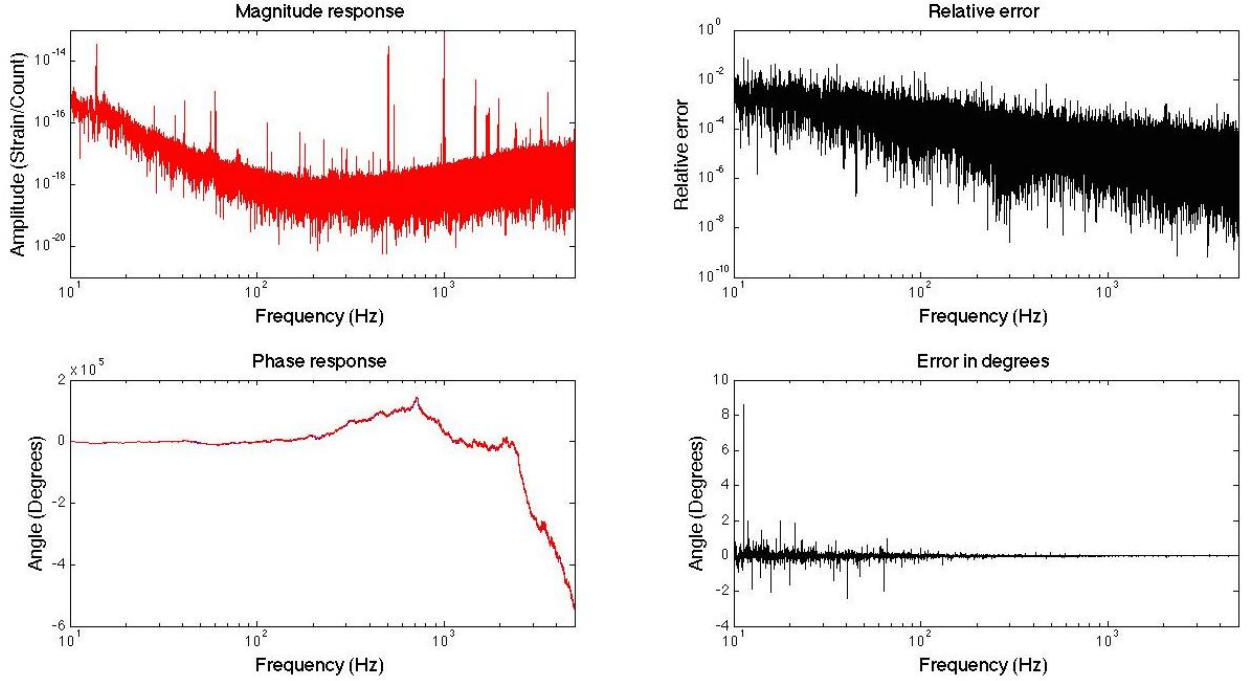 Magnitude response
Amplitude (Strain/Count)
10^-14
10^-16
10^-18
10^-20
10^1
10^2
10^3
Frequency (Hz)
Relative error
Relative error
10^0
10^-2
10^-4
10^-6
10^-8
10^-10
10^1
10^2
10^3
Frequency (Hz)
Phase response
x 10^5
Angle (Degrees)
2
0
-2
-4
-6
10^1
10^2
10^3
Frequency (Hz)
Error in degrees
Angle (Degrees)
10
8
6
4
2
0
-2
-4
10^1
10^2
10^3
Frequency (Hz)